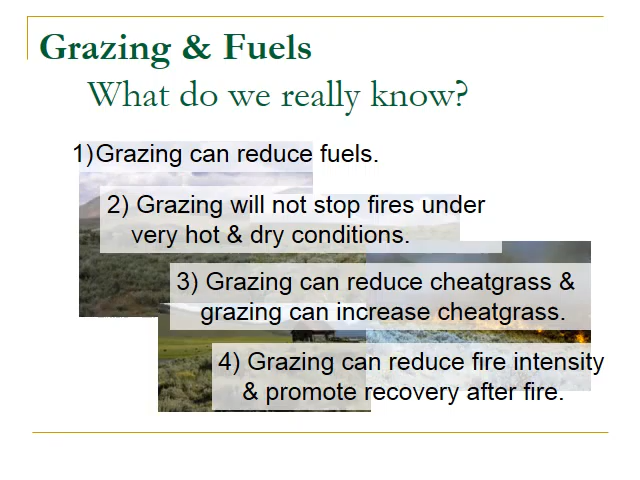 Grazing & Fuels
What do we really know?
1)Grazing can reduce fuels.
2) Grazing will not stop fires under
very hot & dry conditions.
3) Grazing can reduce cheatgrass &
grazing can increase cheatgrass.
4) Grazing can reduce fire intensity
& promote recovery after fire.